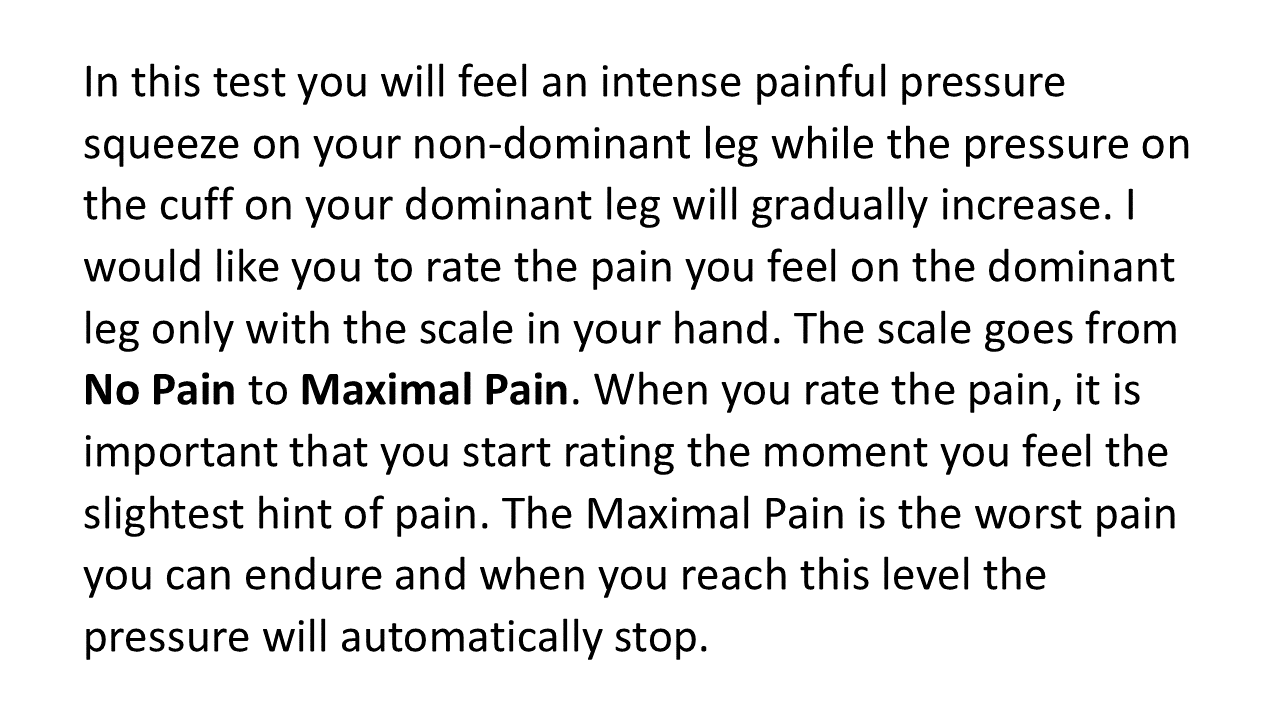 In this test you will feel an intense painful pressure
squeeze on your non-dominant leg while the pressure on
the cuff on your dominant leg will gradually increase. I
would like you to rate the pain you feel on the dominant
leg only with the scale in your hand. The scale goes from
No Pain to Maximal Pain. When you rate the pain, it is
important that you start rating the moment you feel the
slightest hint of pain. The Maximal Pain is the worst pain
you can endure and when you reach this level the
pressure will automatically stop.